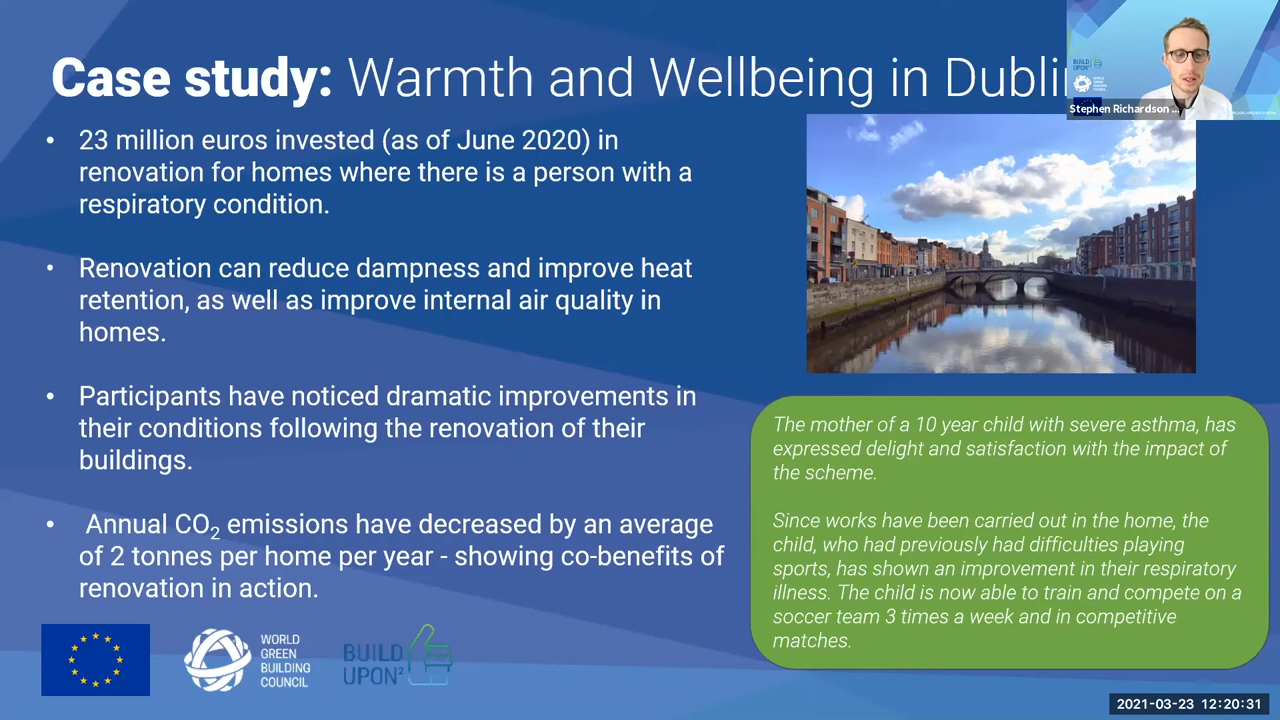 Case study: Warmth and Wellbeing in Dubli
• 23 million euros invested (as of June 2020) in
renovation for homes where there is a person with a
respiratory condition.
• Renovation can reduce dampness and improve heat
retention, as well as improve internal air quality in
homes.
• Participants have noticed dramatic improvements in
their conditions following the renovation of their
buildings.
• Annual CO₂ emissions have decreased by an average
of 2 tonnes per home per year - showing co-benefits of
renovation in action.
BUILD
UPON²
WORLD
GREEN
BUILDING
COUNCIL
Stephen Richardson ...
The mother of a 10 year child with severe asthma, has
expressed delight and satisfaction with the impact of
the scheme.
Since works have been carried out in the home, the
child, who had previously had difficulties playing
sports, has shown an improvement in their respiratory
illness. The child is now able to train and compete on a
soccer team 3 times a week and in competitive
matches.
WORLD
GREEN
BUILDING
COUNCIL
BUILD
UPON²
2021-03-23 12:20:31